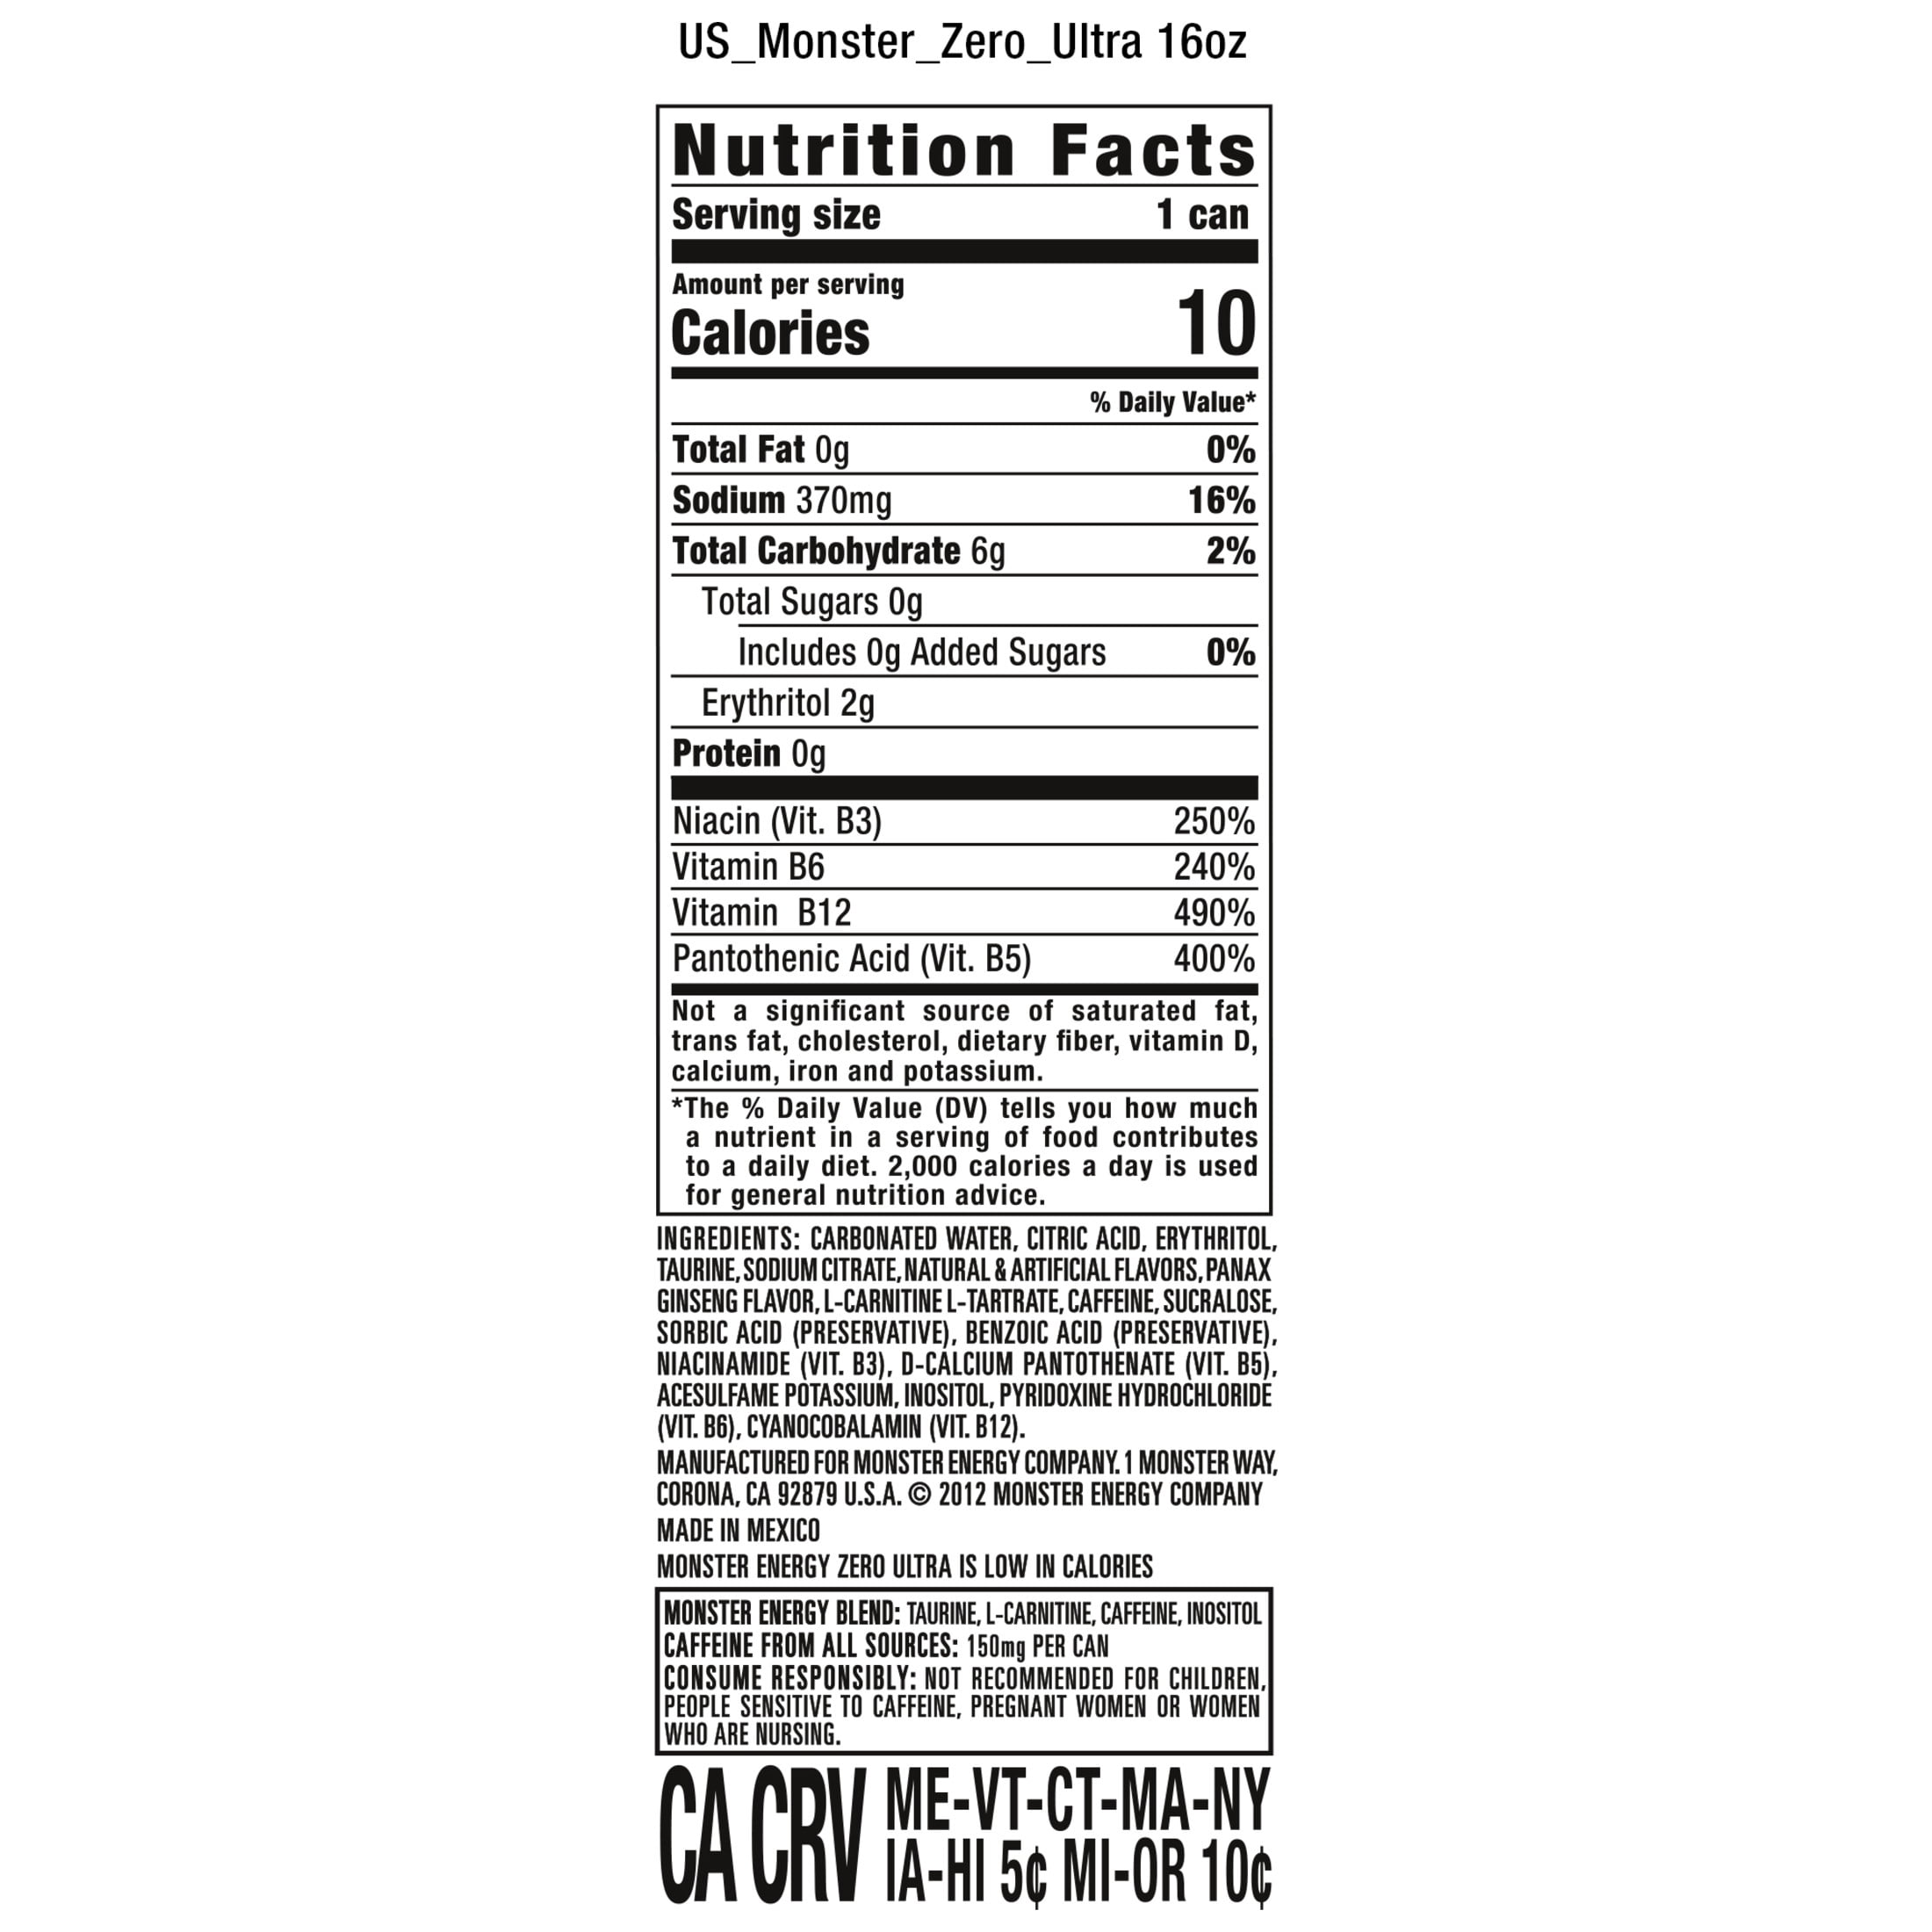 US_Monster_Zero_Ultra 16oz
Nutrition Facts
Serving size 1 can
Amount per serving
Calories 10
% Daily Value*
Total Fat 0g 0%
Sodium 370mg 16%
Total Carbohydrate 6g 2%
Total Sugars 0g
Includes 0g Added Sugars 0%
Erythritol 2g
Protein 0g
Niacin (Vit. B3) 250%
Vitamin B6 240%
Vitamin B12 490%
Pantothenic Acid (Vit. B5) 400%
Not a significant source of saturated fat,
trans fat, cholesterol, dietary fiber, vitamin D,
calcium, iron and potassium.
*The % Daily Value (DV) tells you how much
a nutrient in a serving of food contributes
to a daily diet. 2,000 calories a day is used
for general nutrition advice.
INGREDIENTS: CARBONATED WATER, CITRIC ACID, ERYTHRITOL,
TAURINE, SODIUM CITRATE, NATURAL & ARTIFICIAL FLAVORS, PANAX
GINSENG FLAVOR, L-CARNITINE L-TARTRATE, CAFFEINE, SUCRALOSE,
SORBIC ACID (PRESERVATIVE), BENZOIC ACID (PRESERVATIVE),
NIACINAMIDE (VIT. B3), D-CALCIUM PANTOTHENATE (VIT. B5),
ACESULFAME POTASSIUM, INOSITOL, PYRIDOXINE HYDROCHLORIDE
(VIT. B6), CYANOCOBALAMIN (VIT. B12).
MANUFACTURED FOR MONSTER ENERGY COMPANY. 1 MONSTER WAY,
CORONA, CA 92879 U.S.A. © 2012 MONSTER ENERGY COMPANY
MADE IN MEXICO
MONSTER ENERGY ZERO ULTRA IS LOW IN CALORIES
MONSTER ENERGY BLEND: TAURINE, L-CARNITINE, CAFFEINE, INOSITOL
CAFFEINE FROM ALL SOURCES: 150mg PER CAN
CONSUME RESPONSIBLY: NOT RECOMMENDED FOR CHILDREN,
PEOPLE SENSITIVE TO CAFFEINE, PREGNANT WOMEN OR WOMEN
WHO ARE NURSING.
CA CRV ME-VT-CT-MA-NY
IA-HI 5¢ MI-OR 10¢